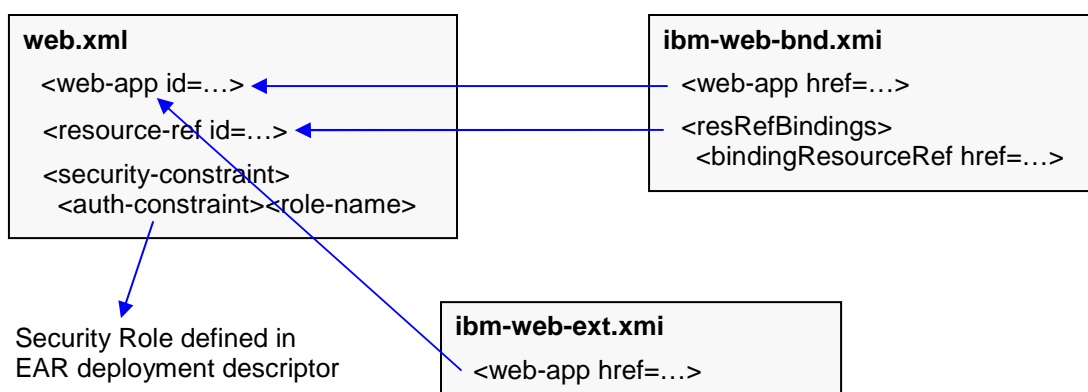 web.xml
<web-app id=…>
<resource-ref id=…>
<security-constraint>
<auth-constraint><role-name>
ibm-web-bnd.xmi
<web-app href=…>
<resRefBindings>
<bindingResourceRef href=…>
Security Role defined in
EAR deployment descriptor
ibm-web-ext.xmi
<web-app href=…>